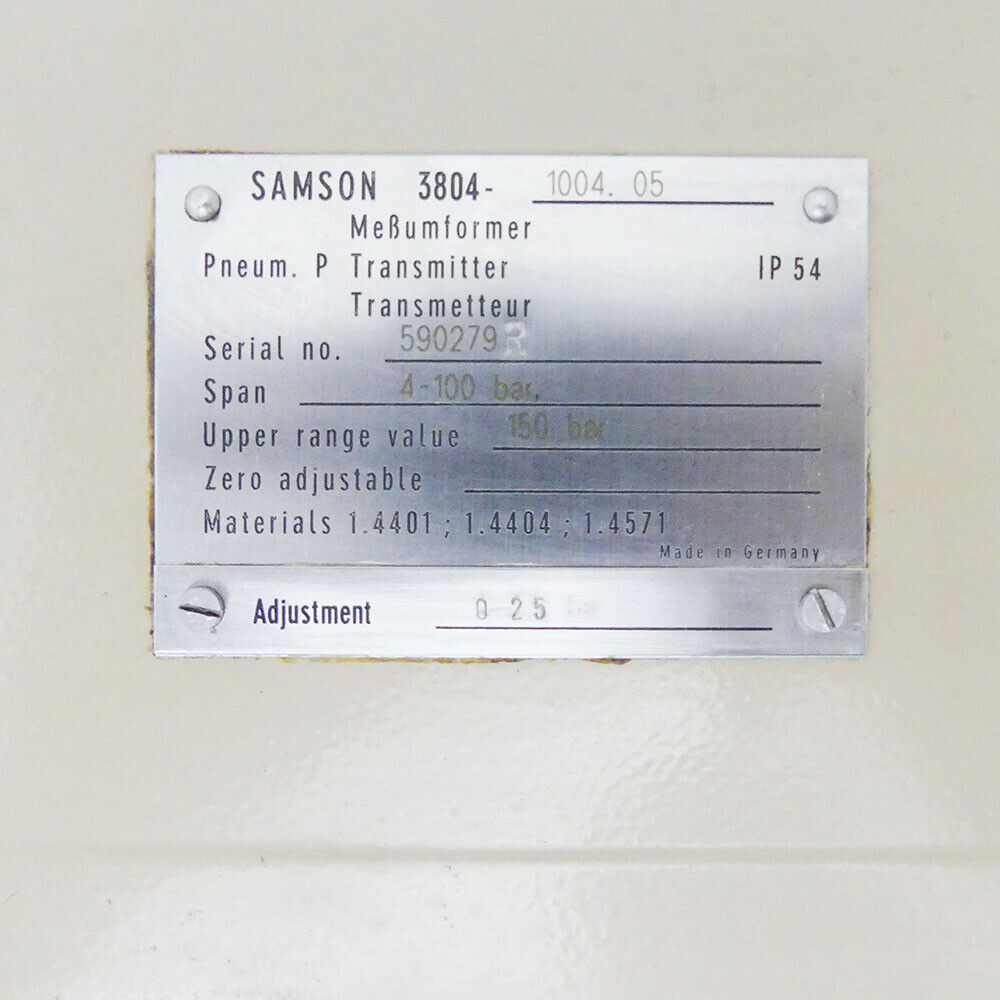 SAMSON 3804- 1004. 05
Meßumformer
Pneum. P Transmitter IP 54
Transmetteur
Serial no. 590279 R
Span 4-100 bar,
Upper range value 150 bar
Zero adjustable
Materials 1.4401 ; 1.4404 ; 1.4571
Made in Germany
Adjustment 0-25 bar